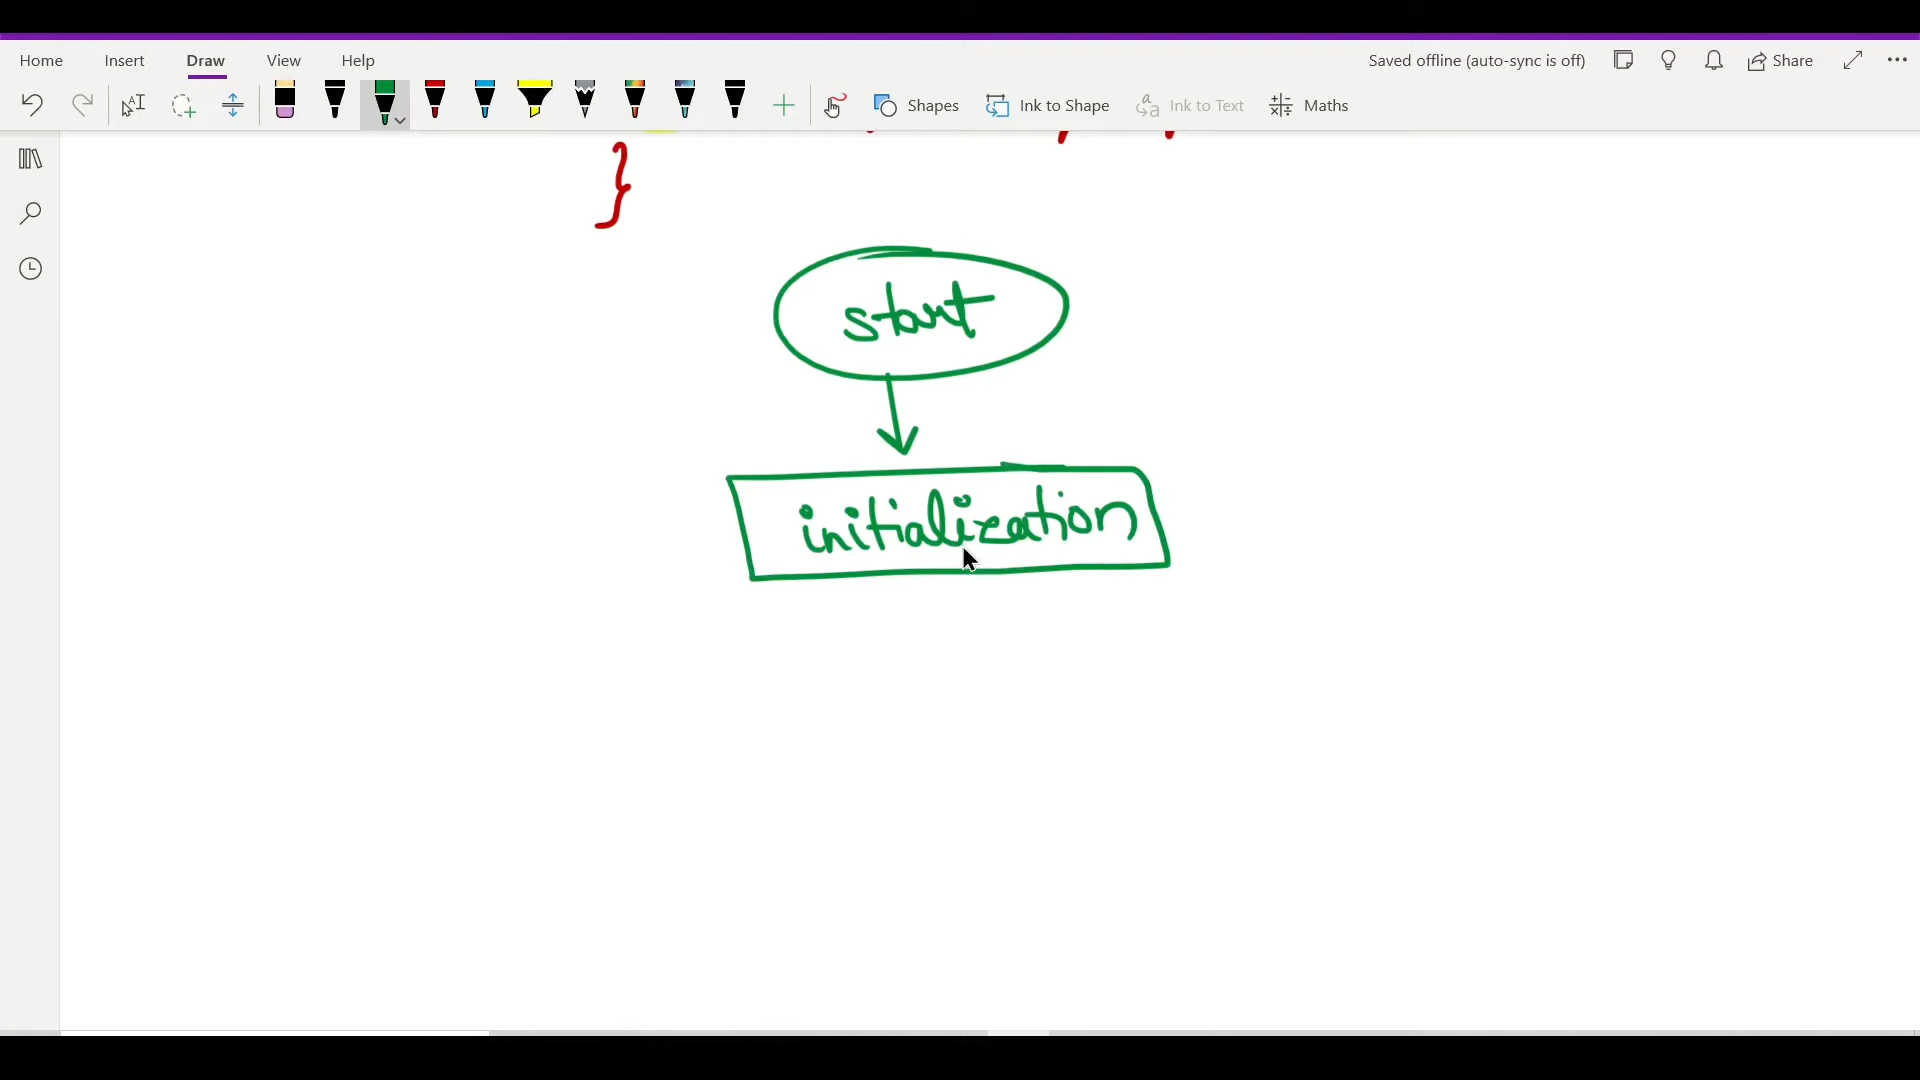 Home Insert Draw View Help Saved offline (auto-sync is off) Share
Shapes Ink to Shape Ink to Text Maths
}
start
initialization